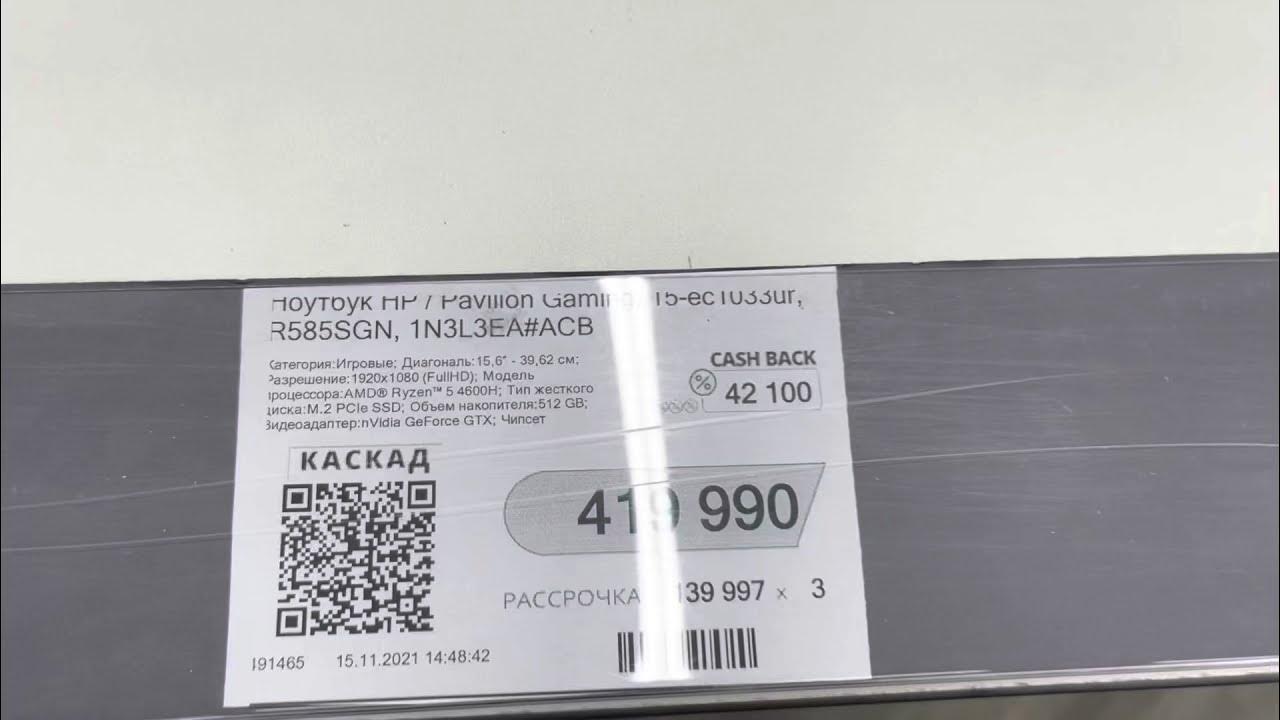 Ноутбук HP / Pavilion Gaming / 15-ec1033ur,
R585SGN, 1N3L3EA#ACB
Категория:Игровые; Диагональ:15,6" - 39,62 см;
Разрешение:1920x1080 (FullHD); Модель
процессора:AMD® Ryzen™ 5 4600H; Тип жесткого
диска:M.2 PCIe SSD; Объем накопителя:512 GB;
Видеоадаптер:nVidia GeForce GTX; Чипсет
CASH BACK
% 42 100
КАСКАД
419 990
РАССРОЧКА 139 997 x 3
491465 15.11.2021 14:48:42